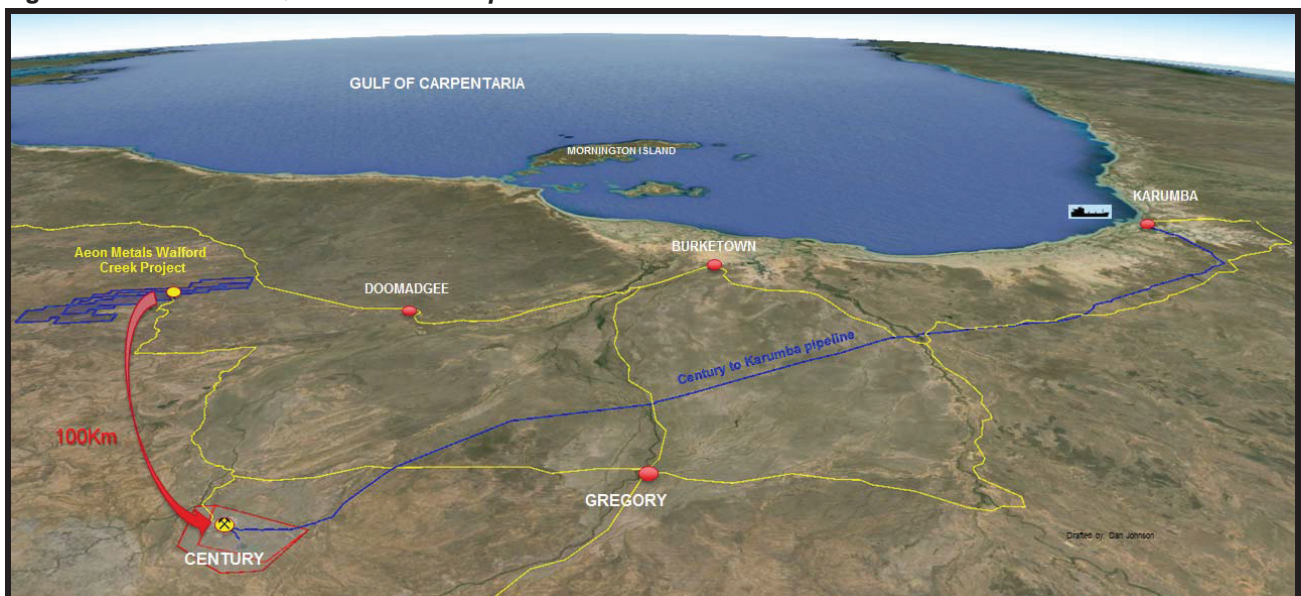 GULF OF CARPENTARIA
MORNINGTON ISLAND
KARUMBA
BURKETOWN
Aeon Metals Walford
Creek Project
DOOMADGEE
Century to Karumba pipeline
100Km
GREGORY
Drafted by: Dan Johnson
CENTURY